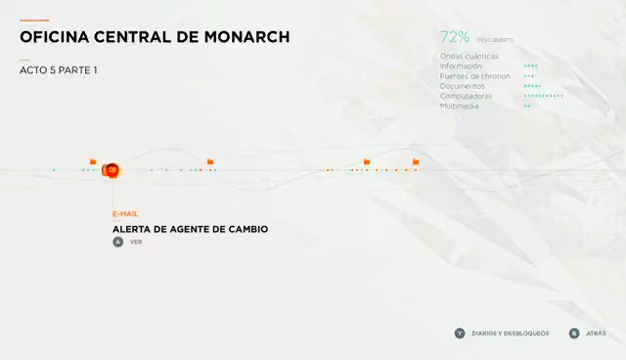 OFICINA CENTRAL DE MONARCH
ACTO 5 PARTE 1
72% DESCUBIERTO
Ondas cuánticas
Información
Fuentes de chronon
Documentos
Computadoras
Multimedia
E-MAIL
ALERTA DE AGENTE DE CAMBIO
A VER
Y DIARIOS Y DESBLOQUEOS B ATRÁS